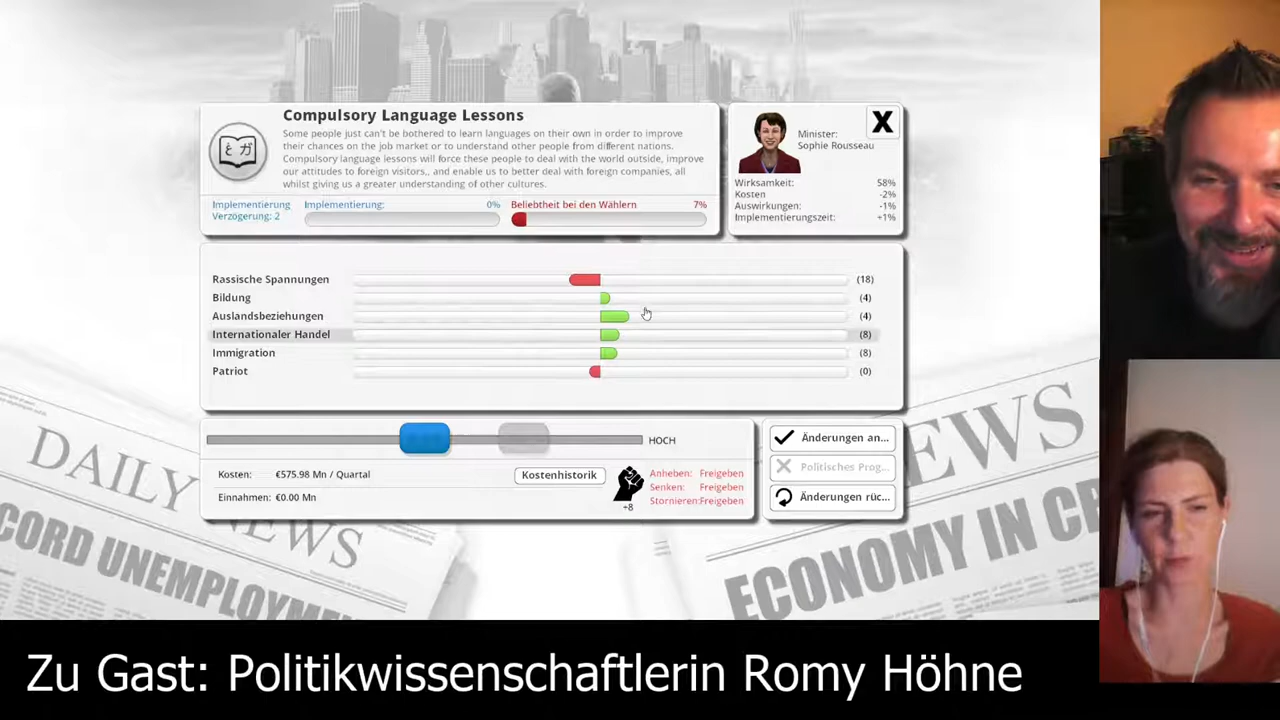 Compulsory Language Lessons
Some people just can't be bothered to learn languages on their own in order to improve
their chances on the job market or to understand other people from different nations.
Compulsory language lessons will force these people to deal with the world outside, improve
our attitudes to foreign visitors,, and enable us to better deal with foreign companies, all
whilst giving us a greater understanding of other cultures.
Implementierung
Verzögerung: 2
Implementierung: 0%
Beliebtheit bei den Wählern 7%
X
Minister:
Sophie Rousseau
Wirksamkeit: 58%
Kosten -2%
Auswirkungen: -1%
Implementierungszeit: +1%
Rassische Spannungen (18)
Bildung (4)
Auslandsbeziehungen (4)
Internationaler Handel (8)
Immigration (8)
Patriot (0)
HOCH
Kosten: €575.98 Mn / Quartal
Kostenhistorik
Einnahmen: €0.00 Mn
+8
Anheben: Freigeben
Senken: Freigeben
Stornieren:Freigeben
Änderungen an...
Politisches Prog...
Änderungen rüc...
DAILY NEWS
CORD UNEMPLOYME
NEWS
ECONOMY IN CR
Zu Gast: Politikwissenschaftlerin Romy Höhne